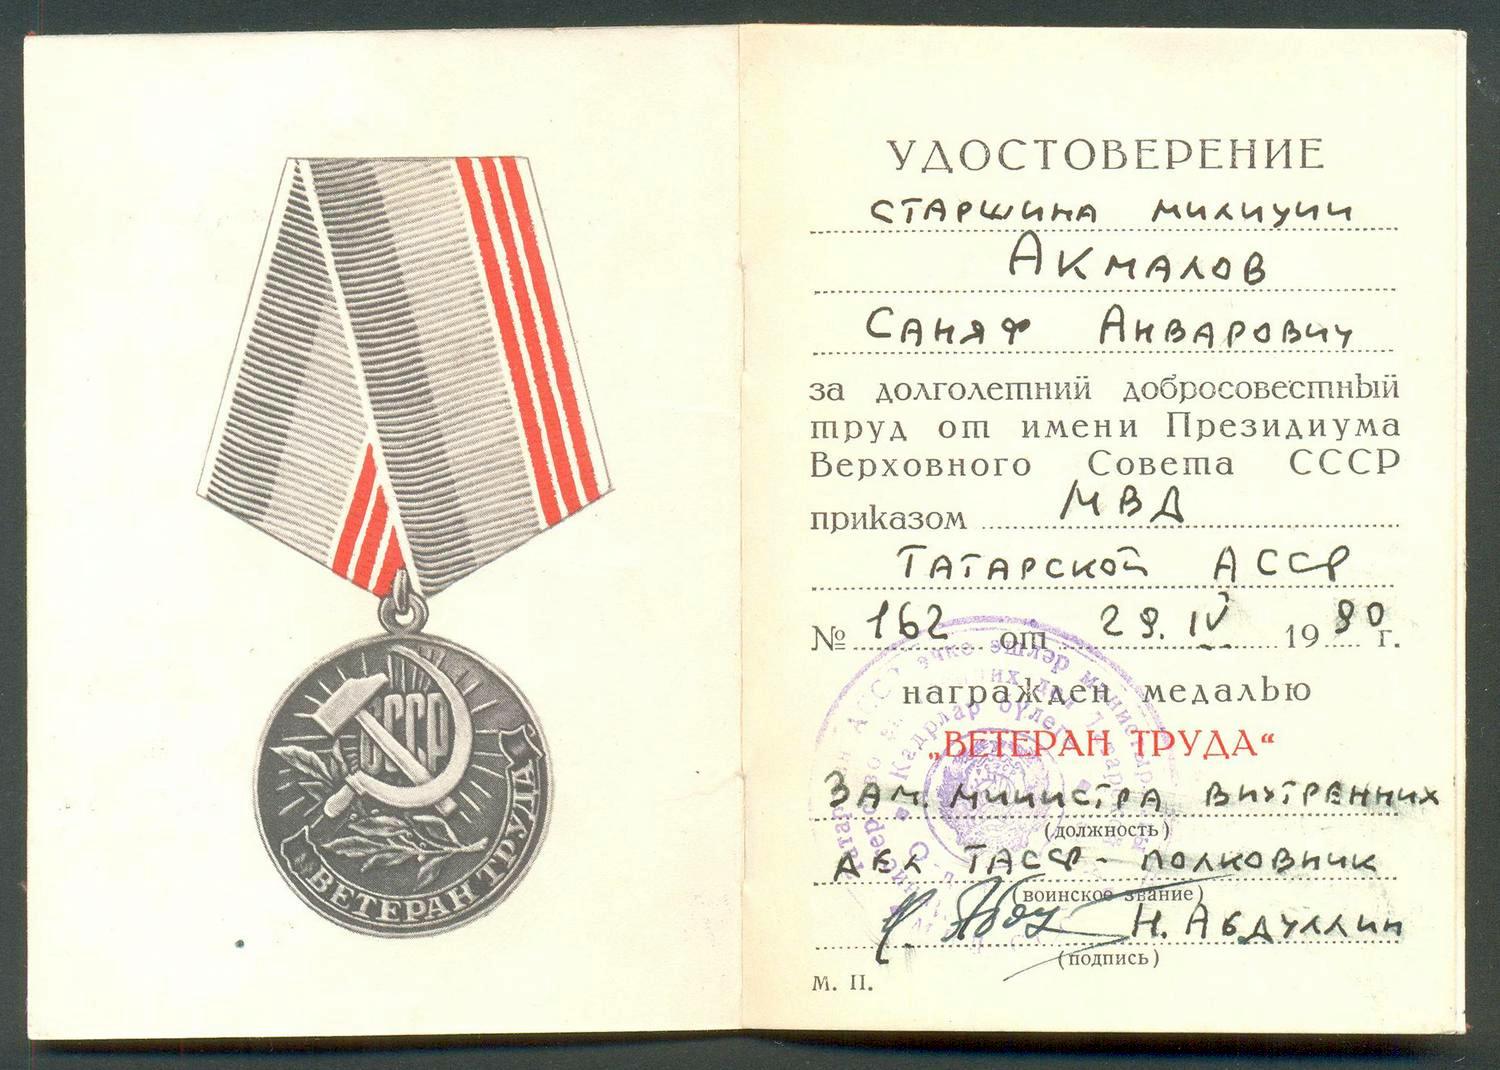 СССР
ВЕТЕРАН ТРУДА
УДОСТОВЕРЕНИЕ
старшина милиции
Акмалов
Саняф Анварович
за долголетний добросовестный
труд от имени Президиума
Верховного Совета СССР
приказом МВД
Татарской АССР
№ 162 от 29. IV 1990 г.
награжден медалью
„ВЕТЕРАН ТРУДА“
Зам. министра внутренних
(должность)
дел ТАССР - полковник
(воинское звание)
Н. Абдуллин
(подпись)
М. П.